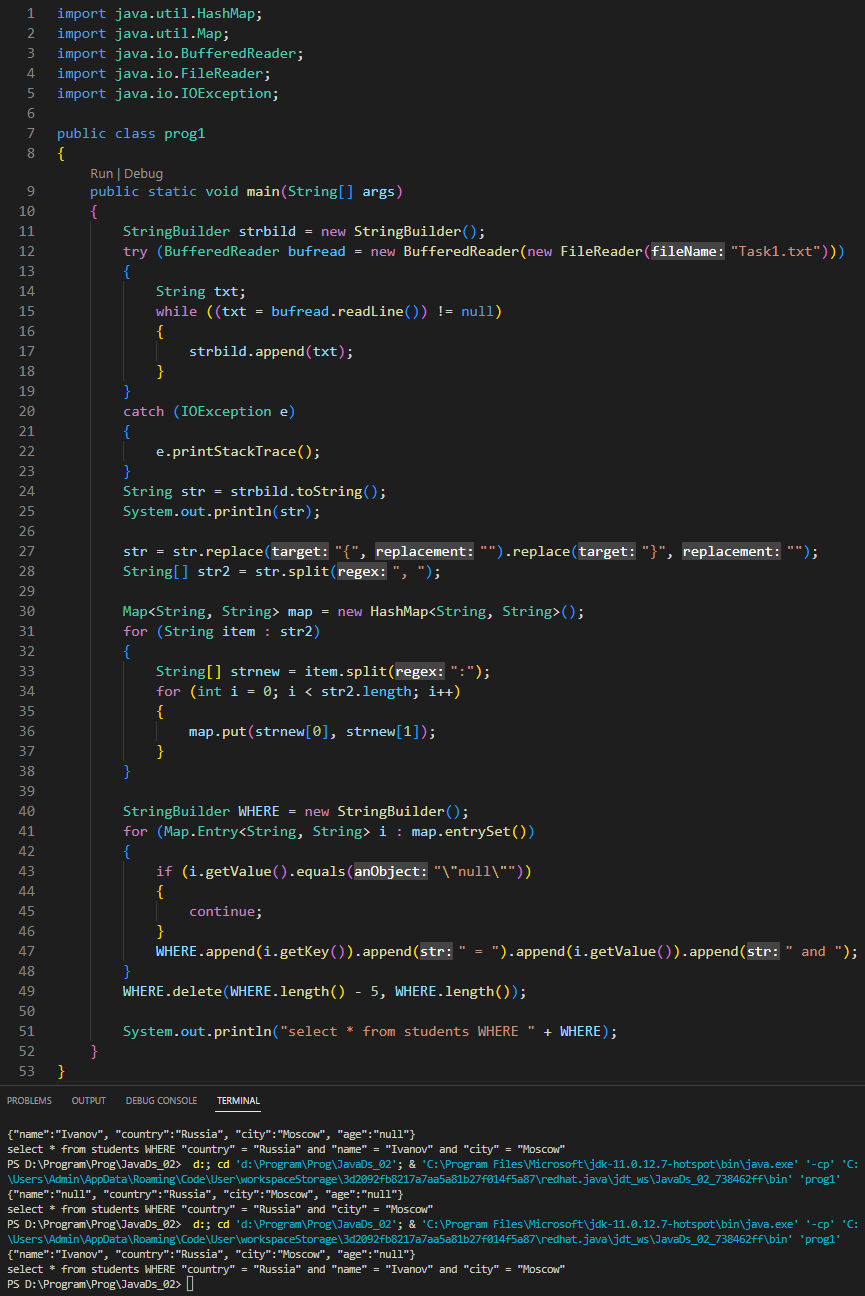 1 import java.util.HashMap;
2 import java.util.Map;
3 import java.io.BufferedReader;
4 import java.io.FileReader;
5 import java.io.IOException;
6
7 public class prog1
8 {
Run | Debug
9 public static void main(String[] args)
10 {
11 StringBuilder strbild = new StringBuilder();
12 try (BufferedReader bufread = new BufferedReader(new FileReader(fileName: "Task1.txt")))
13 {
14 String txt;
15 while ((txt = bufread.readLine()) != null)
16 {
17 strbild.append(txt);
18 }
19 }
20 catch (IOException e)
21 {
22 e.printStackTrace();
23 }
24 String str = strbild.toString();
25 System.out.println(str);
26
27 str = str.replace(target: "{", replacement: "").replace(target: "}", replacement: "");
28 String[] str2 = str.split(regex: ", ");
29
30 Map<String, String> map = new HashMap<String, String>();
31 for (String item : str2)
32 {
33 String[] strnew = item.split(regex: ":");
34 for (int i = 0; i < str2.length; i++)
35 {
36 map.put(strnew[0], strnew[1]);
37 }
38 }
39
40 StringBuilder WHERE = new StringBuilder();
41 for (Map.Entry<String, String> i : map.entrySet())
42 {
43 if (i.getValue().equals(anObject: "\"null\""))
44 {
45 continue;
46 }
47 WHERE.append(i.getKey()).append(str: " = ").append(i.getValue()).append(str: " and ");
48 }
49 WHERE.delete(WHERE.length() - 5, WHERE.length());
50
51 System.out.println("select * from students WHERE " + WHERE);
52 }
53 }
PROBLEMS OUTPUT DEBUG CONSOLE TERMINAL
{"name":"Ivanov", "country":"Russia", "city":"Moscow", "age":"null"}
select * from students WHERE "country" = "Russia" and "name" = "Ivanov" and "city" = "Moscow"
PS D:\Program\Prog\JavaDs_02> d:; cd 'd:\Program\Prog\JavaDs_02'; & 'C:\Program Files\Microsoft\jdk-11.0.12.7-hotspot\bin\java.exe' '-cp' 'C:
\Users\Admin\AppData\Roaming\Code\User\workspaceStorage\3d2092fb8217a7aa5a81b27f014f5a87\redhat.java\jdt_ws\JavaDs_02_738462ff\bin' 'prog1'
{"name":"null", "country":"Russia", "city":"Moscow", "age":"null"}
select * from students WHERE "country" = "Russia" and "city" = "Moscow"
PS D:\Program\Prog\JavaDs_02> d:; cd 'd:\Program\Prog\JavaDs_02'; & 'C:\Program Files\Microsoft\jdk-11.0.12.7-hotspot\bin\java.exe' '-cp' 'C:
\Users\Admin\AppData\Roaming\Code\User\workspaceStorage\3d2092fb8217a7aa5a81b27f014f5a87\redhat.java\jdt_ws\JavaDs_02_738462ff\bin' 'prog1'
{"name":"Ivanov", "country":"Russia", "city":"Moscow", "age":"null"}
select * from students WHERE "country" = "Russia" and "name" = "Ivanov" and "city" = "Moscow"
PS D:\Program\Prog\JavaDs_02>